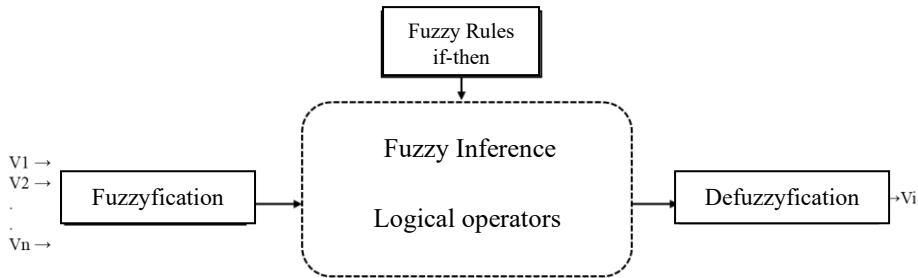 Fuzzy Rules
if-then
Fuzzy Inference
Logical operators
V1 →
V2 →
.
.
Vn →
Fuzzyfication
Defuzzyfication
→Vi